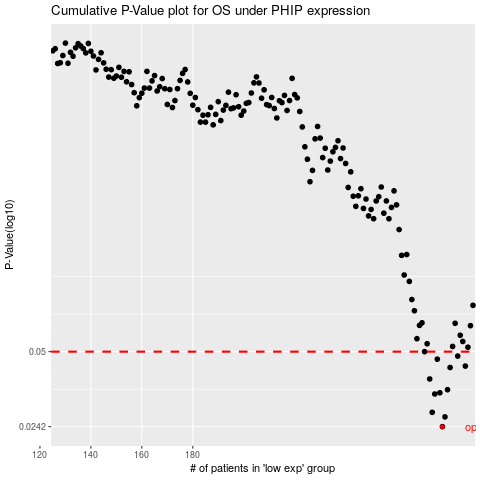 Cumulative P-Value plot for OS under PHIP expression
P-Value(log10)
0.05
0.0242
op
120 140 160 180
# of patients in 'low exp' group